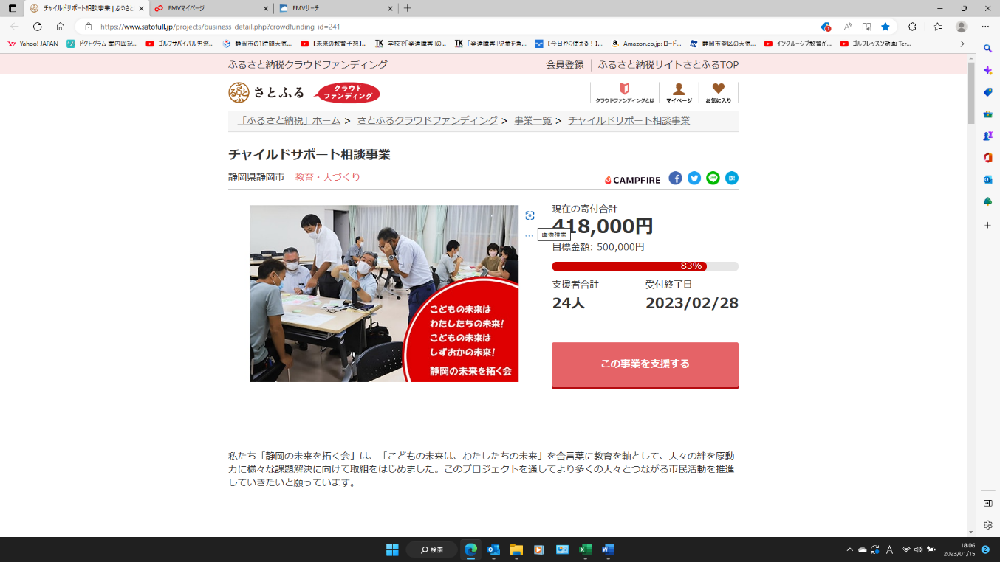 チャイルドサポート相談事業 | ふるさと
FMVマイページ
FMVサーチ
https://www.satofull.jp/projects/business_detail.php?crowdfunding_id=241
Yahoo! JAPAN
ピクトグラム 案内図記...
ゴルフサバイバル男祭...
静岡市の1時間天気...
【未来の教育予想】...
TK 学校で「発達障害」の...
TK 「発達障害」児童を急...
【今日から使える！】...
Amazon.co.jp: ロード...
静岡市葵区の天気...
インクルーシブ教育が...
ゴルフレッスン動画 Ter...
ふるさと納税クラウドファンディング
会員登録
ふるさと納税サイトさとふるTOP
さとふる
クラウド
ファンディング
クラウドファンディングとは
マイページ
お気に入り
「ふるさと納税」ホーム > さとふるクラウドファンディング > 事業一覧 > チャイルドサポート相談事業
チャイルドサポート相談事業
静岡県静岡市 教育・人づくり
CAMPFIRE
LINE
B!
現在の寄付合計
418,000円
画像検索
目標金額: 500,000円
83%
支援者合計
受付終了日
24人
2023/02/28
この事業を支援する
こどもの未来は
わたしたちの未来！
こどもの未来は
しずおかの未来！
静岡の未来を拓く会
私たち「静岡の未来を拓く会」は、「こどもの未来は、わたしたちの未来」を合言葉に教育を軸として、人々の絆を原動
力に様々な課題解決に向けて取組をはじめました。このプロジェクトを通してより多くの人々とつながる市民活動を推進
していきたいと願っています。
検索
A
18:06
2023/01/15
2